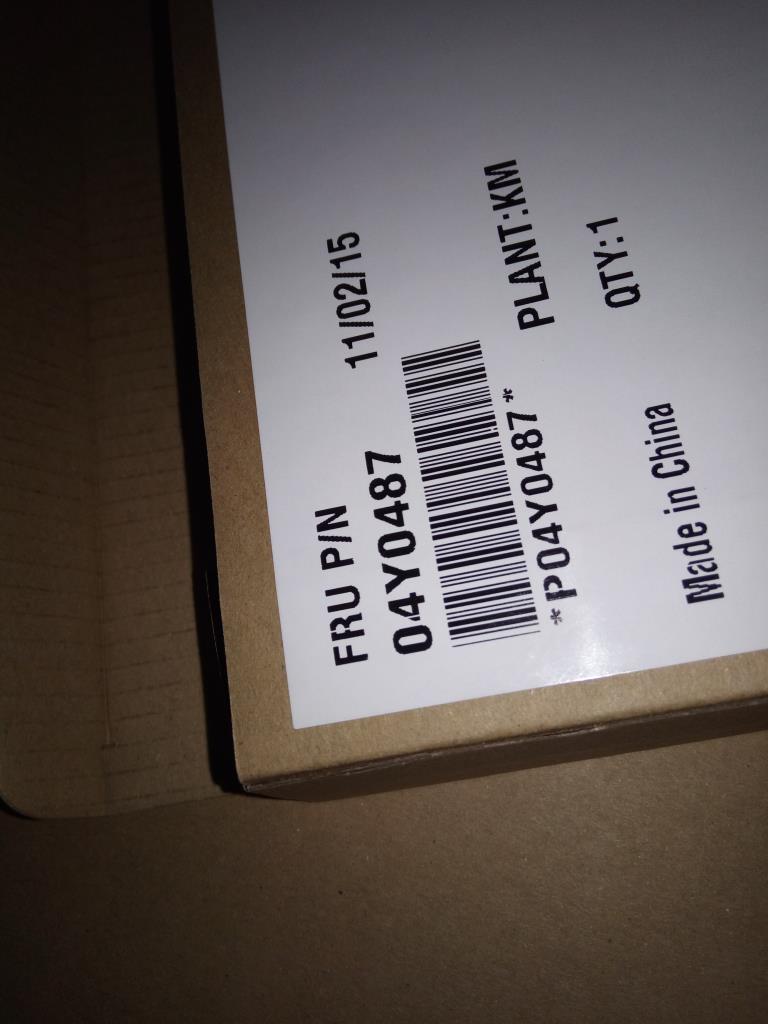 FRU P/N 11/02/15
04Y0487
*P04Y0487* PLANT:KM
QTY:1
Made in China